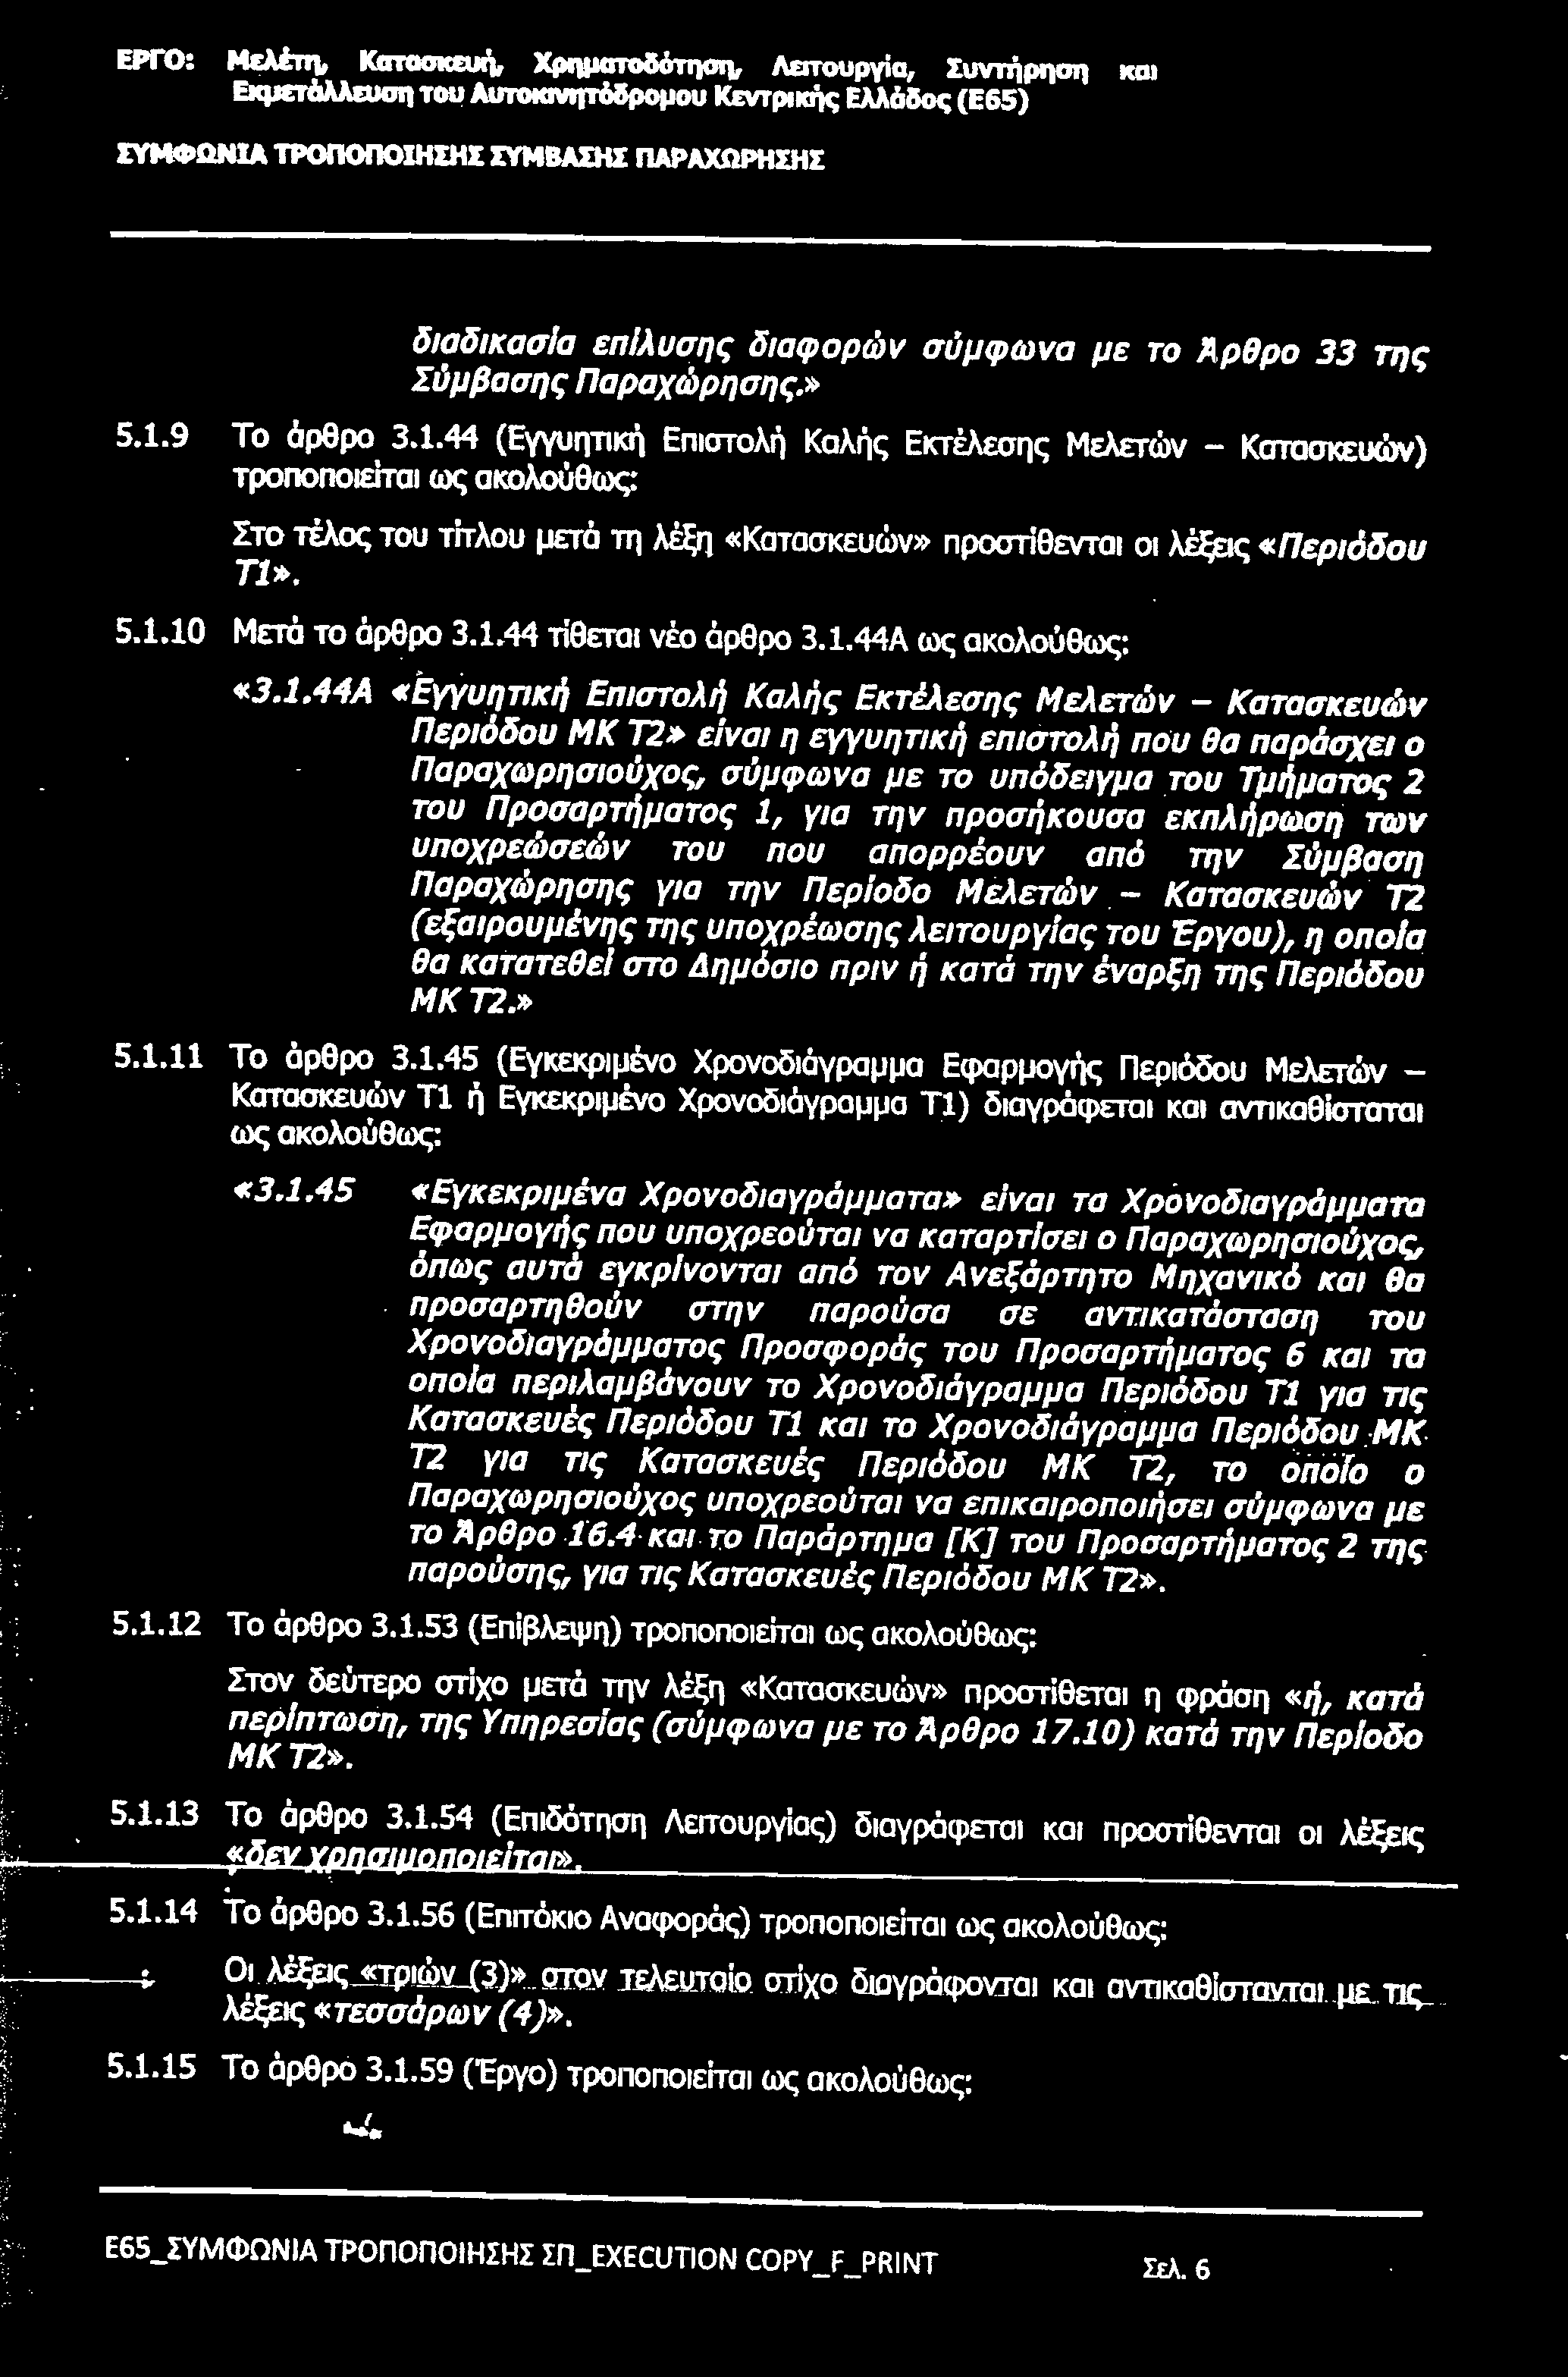 ΕΡΓΟ: Μελέτη, Κατασκευή, Χρηματοδότηση, Λειτουργία, Συντήρηση και
Εκμετάλλευση του Αυτοκινητόδρομου Κεντρικής Ελλάδος (Ε65)
ΣΥΜΦΩΝΙΑ ΤΡΟΠΟΠΟΙΗΣΗΣ ΣΥΜΒΑΣΗΣ ΠΑΡΑΧΩΡΗΣΗΣ
διαδικασία επίλυσης διαφορών σύμφωνα με το Άρθρο 33 της
Σύμβασης Παραχώρησης.»
5.1.9 Το άρθρο 3.1.44 (Εγγυητική Επιστολή Καλής Εκτέλεσης Μελετών – Κατασκευών)
τροποποιείται ως ακολούθως:
Στο τέλος του τίτλου μετά τη λέξη «Κατασκευών» προστίθενται οι λέξεις «Περιόδου
Τ1».
5.1.10 Μετά το άρθρο 3.1.44 τίθεται νέο άρθρο 3.1.44Α ως ακολούθως:
«3.1.44Α «Εγγυητική Επιστολή Καλής Εκτέλεσης Μελετών – Κατασκευών
Περιόδου ΜΚ Τ2» είναι η εγγυητική επιστολή που θα παράσχει ο
Παραχωρησιούχος, σύμφωνα με το υπόδειγμα του Τμήματος 2
του Προσαρτήματος 1, για την προσήκουσα εκπλήρωση των
υποχρεώσεών του που απορρέουν από την Σύμβαση
Παραχώρησης για την Περίοδο Μελετών – Κατασκευών Τ2
(εξαιρουμένης της υποχρέωσης λειτουργίας του Έργου), η οποία
θα κατατεθεί στο Δημόσιο πριν ή κατά την έναρξη της Περιόδου
ΜΚ Τ2.»
5.1.11 Το άρθρο 3.1.45 (Εγκεκριμένο Χρονοδιάγραμμα Εφαρμογής Περιόδου Μελετών –
Κατασκευών Τ1 ή Εγκεκριμένο Χρονοδιάγραμμα Τ1) διαγράφεται και αντικαθίσταται
ως ακολούθως:
«3.1.45 «Εγκεκριμένα Χρονοδιαγράμματα» είναι τα Χρονοδιαγράμματα
Εφαρμογής που υποχρεούται να καταρτίσει ο Παραχωρησιούχος,
όπως αυτά εγκρίνονται από τον Ανεξάρτητο Μηχανικό και θα
προσαρτηθούν στην παρούσα σε αντικατάσταση του
Χρονοδιαγράμματος Προσφοράς του Προσαρτήματος 6 και τα
οποία περιλαμβάνουν το Χρονοδιάγραμμα Περιόδου Τ1 για τις
Κατασκευές Περιόδου Τ1 και το Χρονοδιάγραμμα Περιόδου ΜΚ
Τ2 για τις Κατασκευές Περιόδου ΜΚ Τ2, το οποίο ο
Παραχωρησιούχος υποχρεούται να επικαιροποιήσει σύμφωνα με
το Άρθρο 16.4 και το Παράρτημα [Κ] του Προσαρτήματος 2 της
παρούσης, για τις Κατασκευές Περιόδου ΜΚ Τ2».
5.1.12 Το άρθρο 3.1.53 (Επίβλεψη) τροποποιείται ως ακολούθως:
Στον δεύτερο στίχο μετά την λέξη «Κατασκευών» προστίθεται η φράση «ή, κατά
περίπτωση, της Υπηρεσίας (σύμφωνα με το Άρθρο 17.10) κατά την Περίοδο
ΜΚ Τ2».
5.1.13 Το άρθρο 3.1.54 (Επιδότηση Λειτουργίας) διαγράφεται και προστίθενται οι λέξεις
«δεν χρησιμοποιείται».
5.1.14 Το άρθρο 3.1.56 (Επιτόκιο Αναφοράς) τροποποιείται ως ακολούθως:
Οι λέξεις «τριών (3)» στον τελευταίο στίχο διαγράφονται και αντικαθίστανται με τις
λέξεις «τεσσάρων (4)».
5.1.15 Το άρθρο 3.1.59 (Έργο) τροποποιείται ως ακολούθως:
Ε65_ΣΥΜΦΩΝΙΑ ΤΡΟΠΟΠΟΙΗΣΗΣ ΣΠ_EXECUTION COPY_F_PRINT Σελ. 6